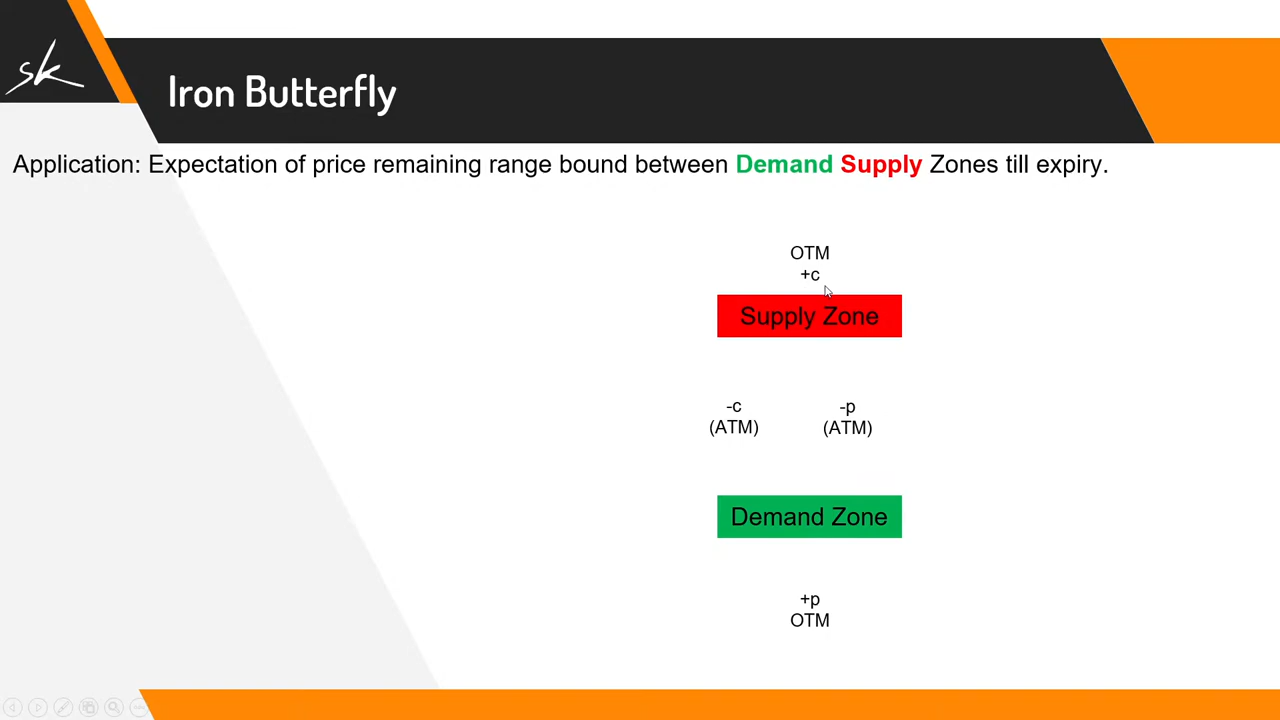 sk
Iron Butterfly
Application: Expectation of price remaining range bound between Demand Supply Zones till expiry.
OTM
+c
Supply Zone
-c -p
(ATM) (ATM)
Demand Zone
+p
OTM